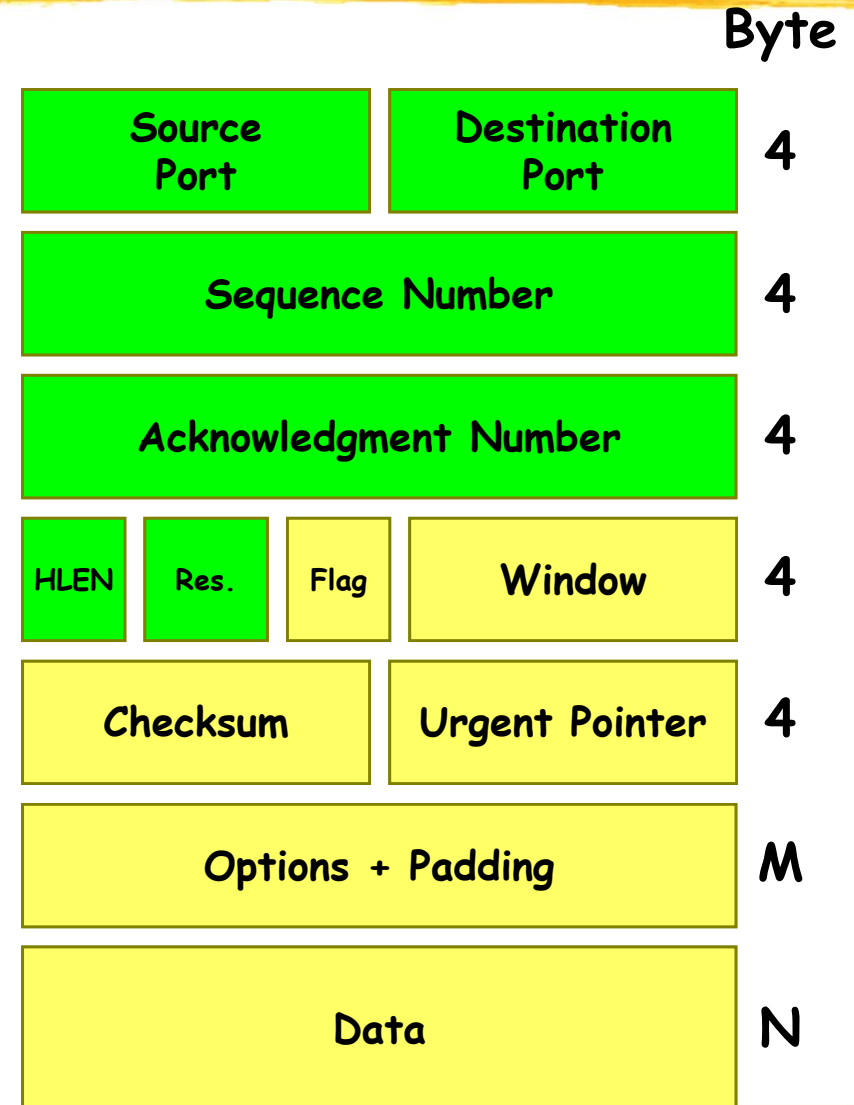 Byte
Source
Port
Destination
Port
4
Sequence Number
4
Acknowledgment Number
4
HLEN
Res.
Flag
Window
4
Checksum
Urgent Pointer
4
Options + Padding
M
Data
N